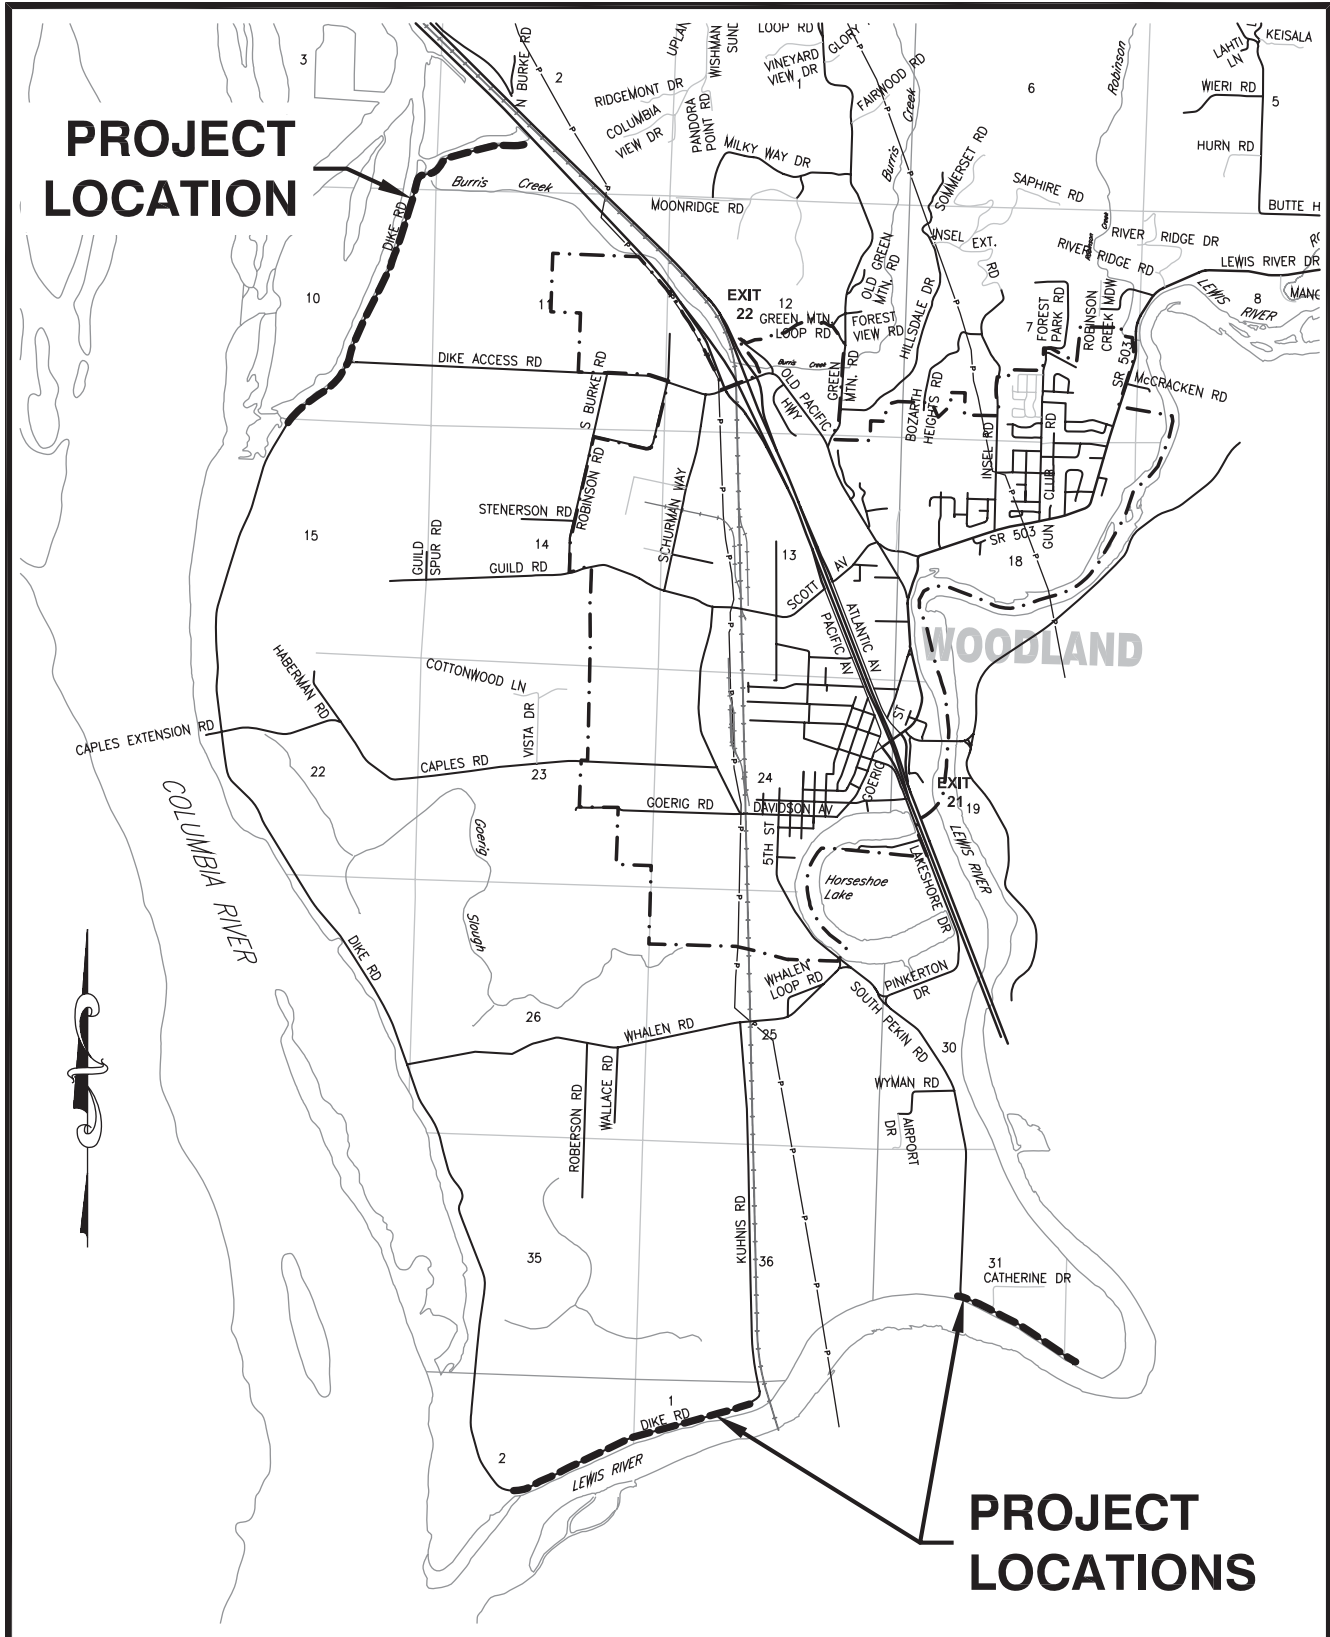 3
N BURKE RD
2
UPLAN
WISHMAN
SUND
LOOP RD
GLORY
VINEYARD
VIEW DR
1
FAIRWOOD RD
Creek
Robinson
6
LAHTI
LN
KEISALA
WIERI RD
5
HURN RD
RIDGEMONT DR
COLUMBIA
VIEW DR
PANDORA
POINT RD
MILKY WAY DR
Burris
SOMMERSET RD
SAPHIRE RD
BUTTE H
PROJECT
LOCATION
Burris Creek
DIKE RD
MOONRIDGE RD
INSEL EXT.
RD
RIVER RIDGE DR
RIVER RIDGE RD
LEWIS RIVER DR
10
11
EXIT
22
12
GREEN MTN.
LOOP RD
OLD GREEN
MTN. RD
FOREST
VIEW RD
HILLSDALE DR
7
FOREST
PARK RD
ROBINSON
CREEK MDW
LEWIS
RIVER
8
DIKE ACCESS RD
S BURKE RD
Burris Creek
OLD PACIFIC
HWY
GREEN
MTN. RD
BOZARTH
HEIGHTS RD
SR 503
McCRACKEN RD
INSEL RD
GUN CLUB RD
15
STENERSON RD
ROBINSON RD
SCHURMAN WAY
GUILD
SPUR RD
14
GUILD RD
13
SCOTT AV
SR 503
18
PACIFIC AV
ATLANTIC AV
WOODLAND
HABERMAN RD
COTTONWOOD LN
VISTA DR
CAPLES EXTENSION RD
22
CAPLES RD
23
24
GOERIG ST
EXIT
21
19
GOERIG RD
DAVIDSON AV
5TH ST
COLUMBIA RIVER
Goerig
Slough
Horseshoe
Lake
LAKESHORE DR
LEWIS RIVER
DIKE RD
WHALEN
LOOP RD
PINKERTON
DR
SOUTH PEKIN RD
26
WHALEN RD
25
30
ROBERSON RD
WALLACE RD
WYMAN RD
AIRPORT
DR
KUHNIS RD
35
36
31
CATHERINE DR
1
DIKE RD
2
LEWIS RIVER
PROJECT
LOCATIONS